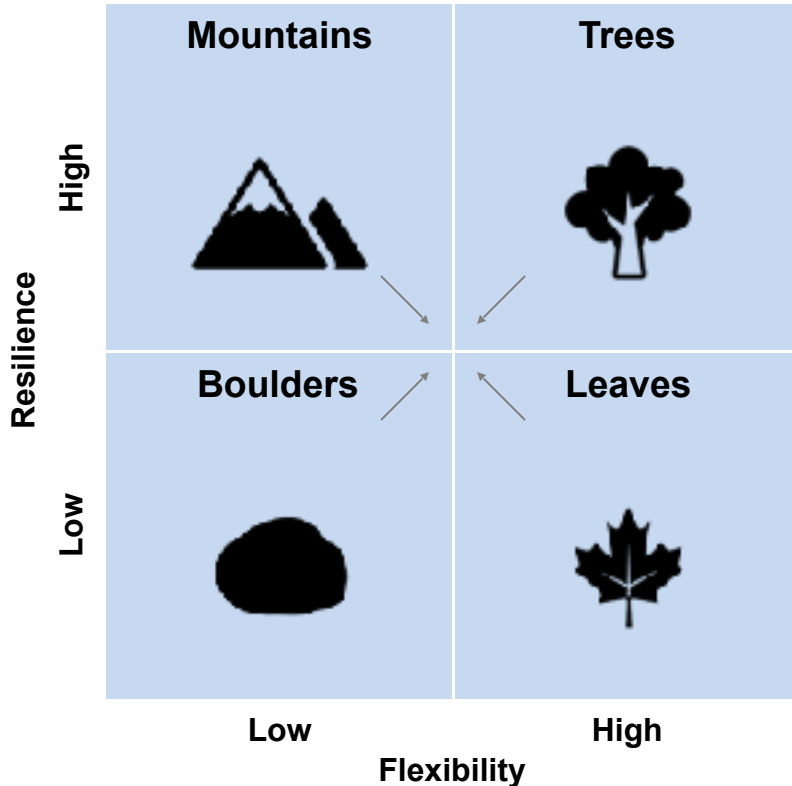 Mountains
Trees
High
Resilience
Boulders
Leaves
Low
Low
High
Flexibility